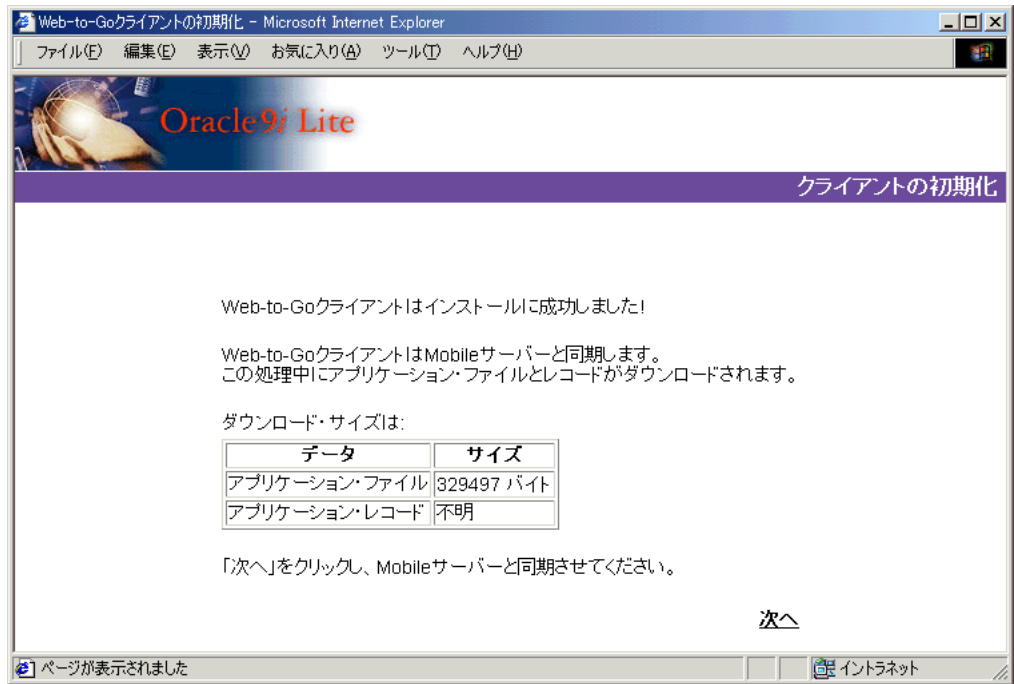 Web-to-Goクライアントの初期化 - Microsoft Internet Explorer
ファイル(F) 編集(E) 表示(V) お気に入り(A) ツール(T) ヘルプ(H)
Oracle9i Lite
クライアントの初期化
Web-to-Goクライアントはインストールに成功しました!
Web-to-GoクライアントはMobileサーバーと同期します。
この処理中にアプリケーション・ファイルとレコードがダウンロードされます。
ダウンロード・サイズは:
データ サイズ
アプリケーション・ファイル 329497 バイト
アプリケーション・レコード 不明
「次へ」をクリックし、Mobileサーバーと同期させてください。
次へ
ページが表示されました イントラネット